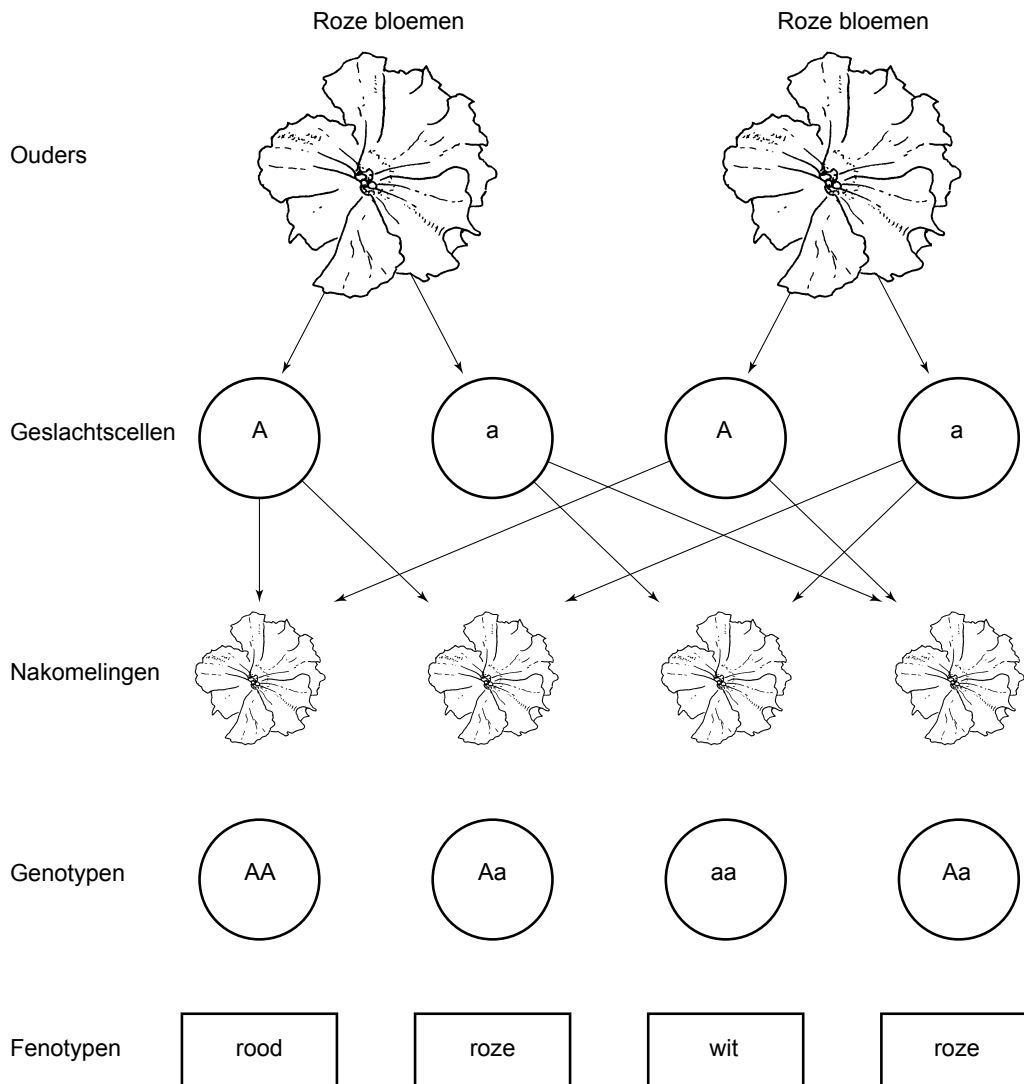 Roze bloemen Roze bloemen
Ouders
Geslachtscellen A a A a
Nakomelingen
Genotypen AA Aa aa Aa
Fenotypen rood roze wit roze